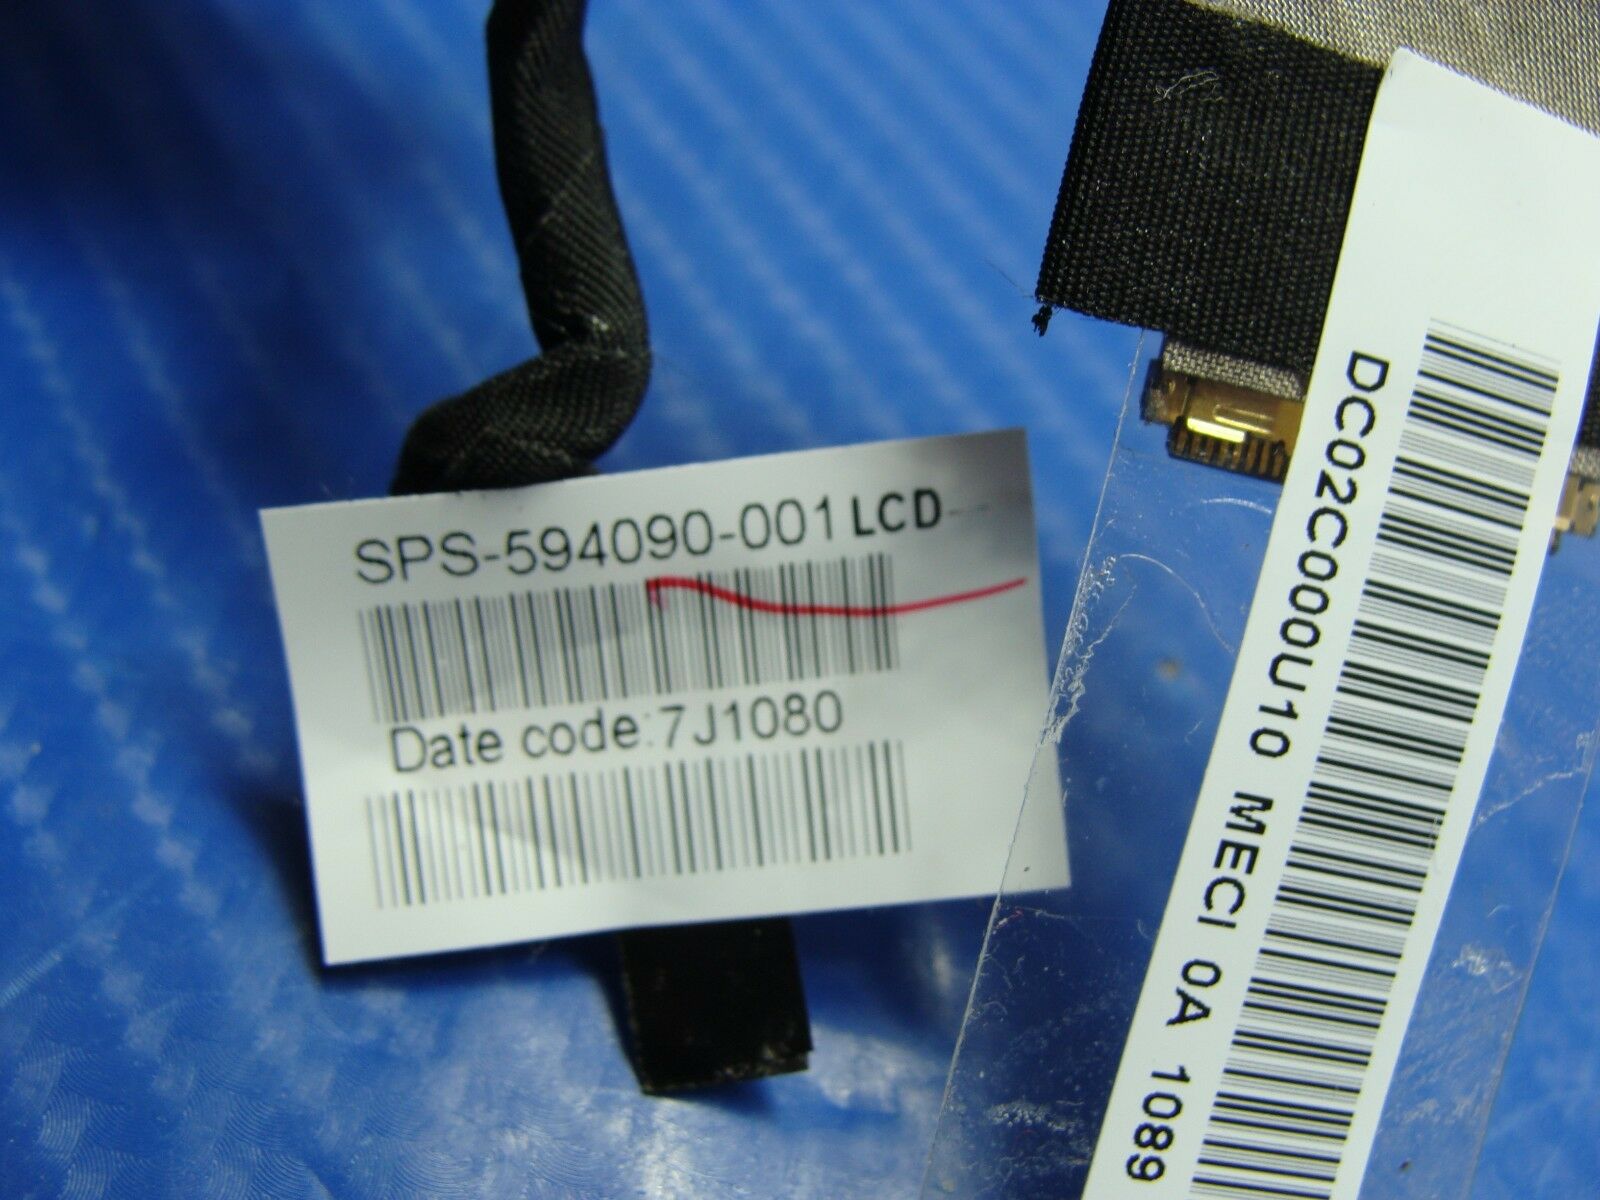 SPS-594090-001 LCD
Date code:7J1080
DC02C000U10 MECI 0A 1089